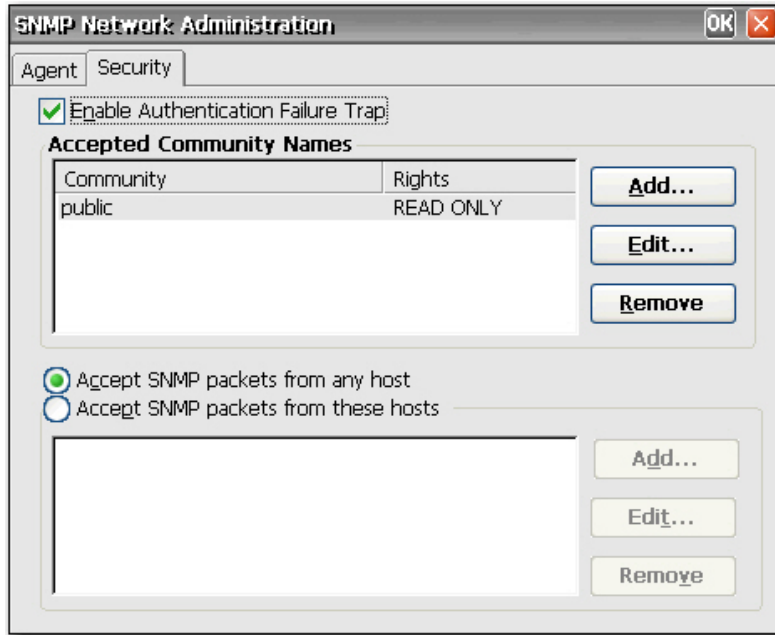 SNMP Network Administration OK
Agent Security
Enable Authentication Failure Trap
Accepted Community Names
Community Rights
public READ ONLY
Add...
Edit...
Remove
Accept SNMP packets from any host
Accept SNMP packets from these hosts
Add...
Edit...
Remove